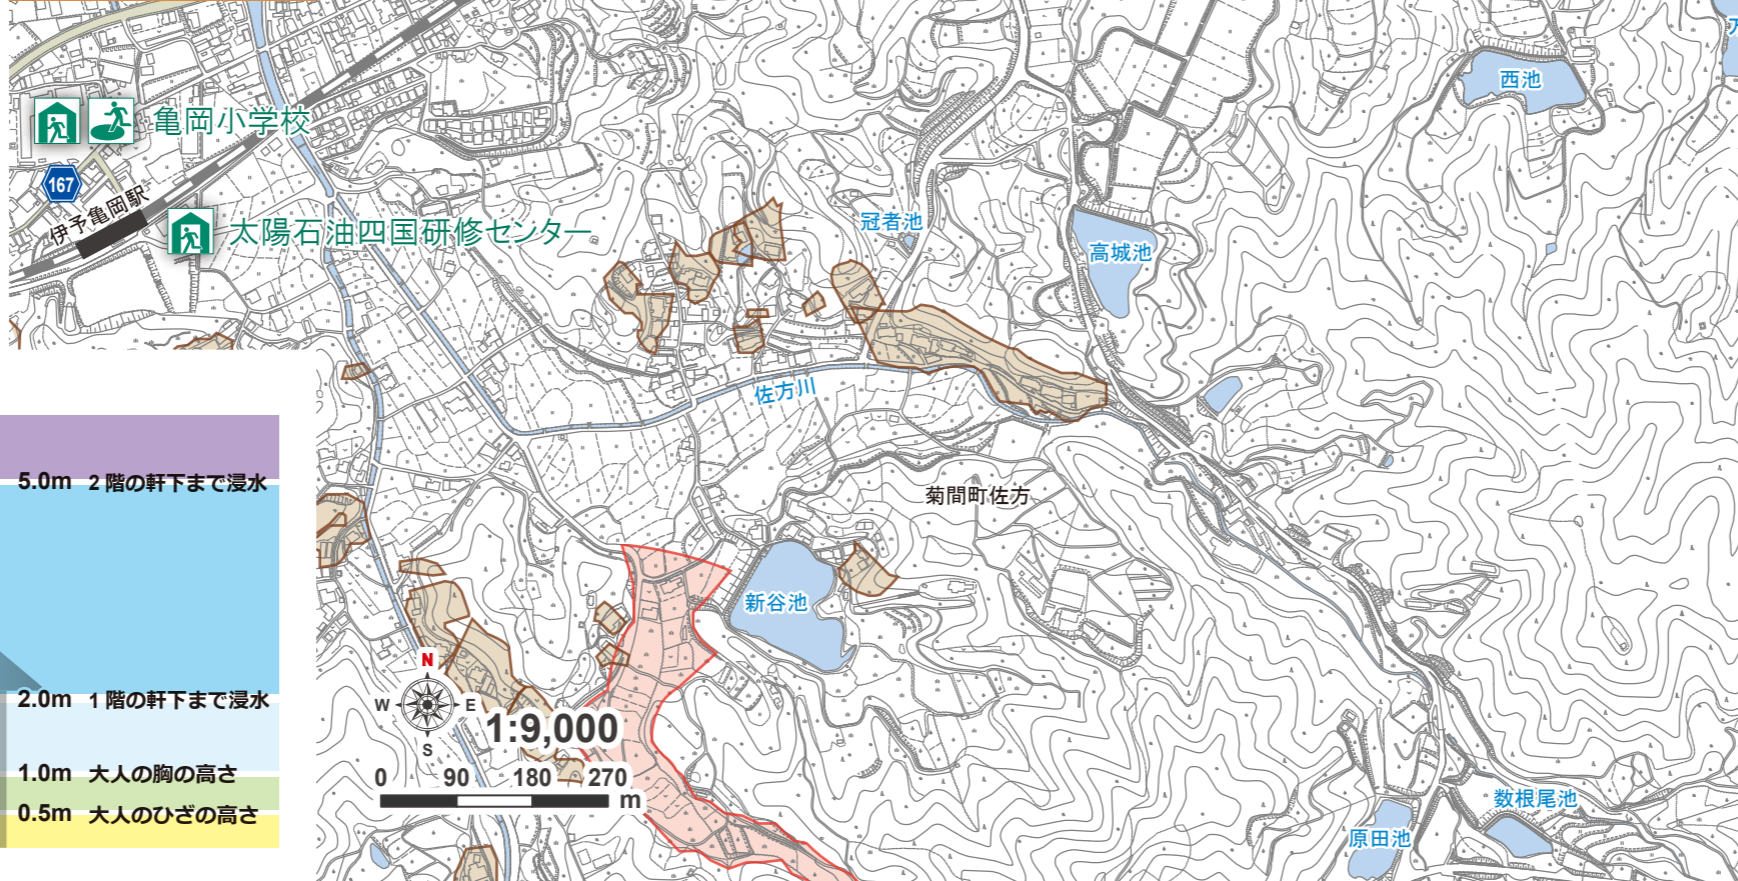 西池
亀岡小学校
167
伊予亀岡駅
太陽石油四国研修センター
冠者池
高城池
佐方川
5.0m 2階の軒下まで浸水
菊間町佐方
新谷池
N
W E
S
2.0m 1階の軒下まで浸水
1:9,000
1.0m 大人の胸の高さ
0 90 180 270
m
0.5m 大人のひざの高さ
数根尾池
原田池